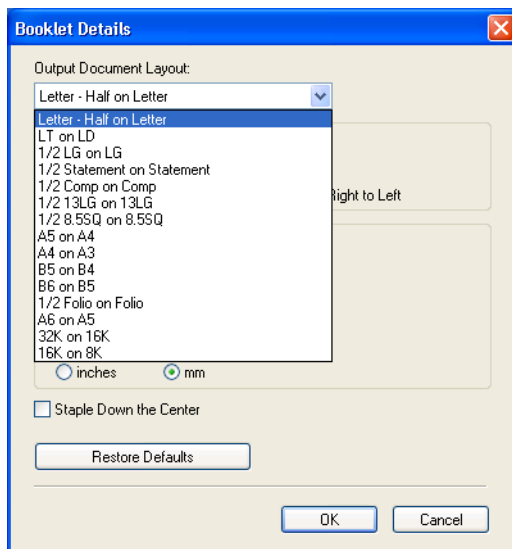 Booklet Details
Output Document Layout:
Letter - Half on Letter
Letter - Half on Letter
LT on LD
1/2 LG on LG
1/2 Statement on Statement
1/2 Comp on Comp
1/2 13LG on 13LG
Right to Left
1/2 8.5SQ on 8.5SQ
A5 on A4
A4 on A3
B5 on B4
B6 on B5
1/2 Folio on Folio
A6 on A5
32K on 16K
16K on 8K
inches mm
Staple Down the Center
Restore Defaults
OK Cancel